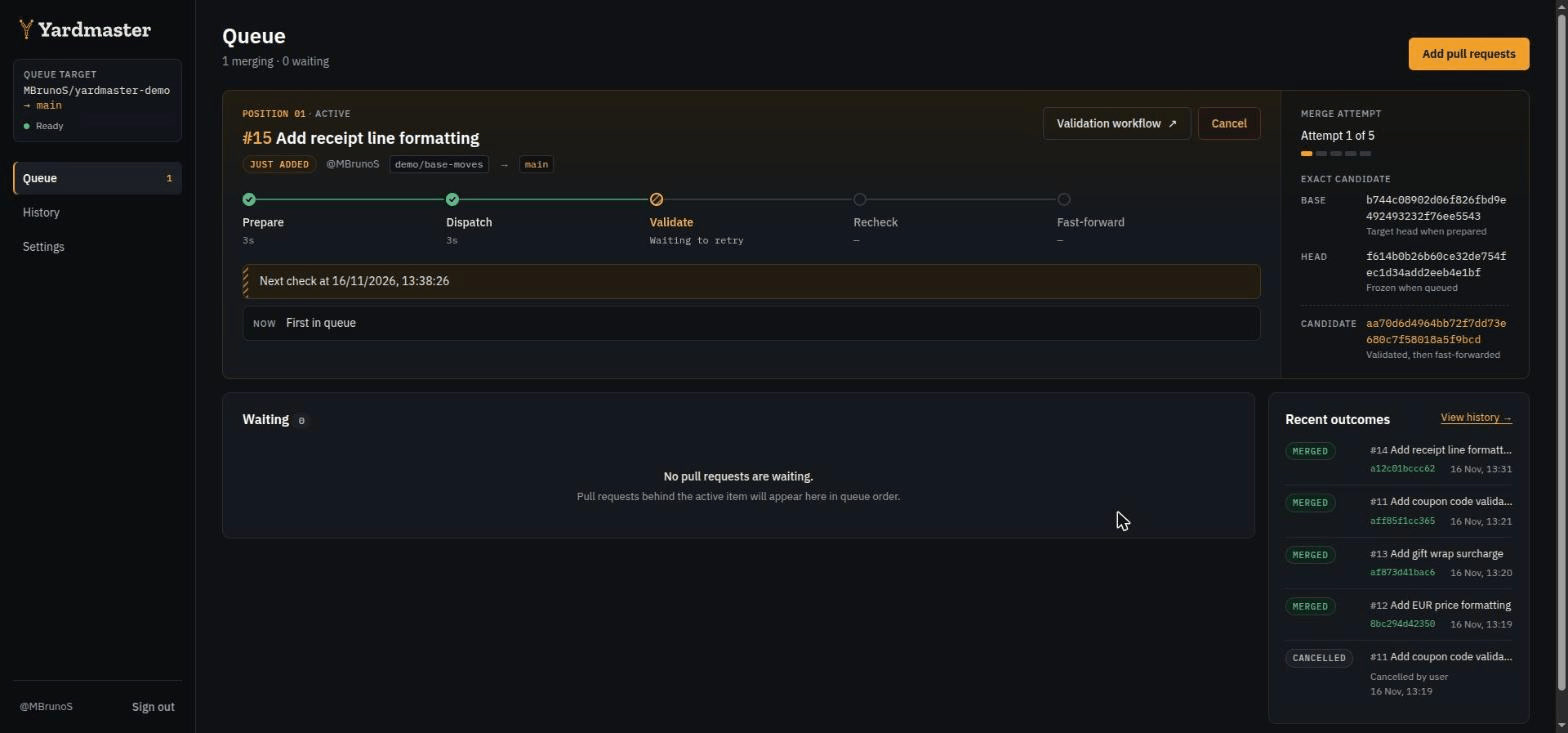 Yardmaster
QUEUE TARGET
MBrunoS/yardmaster-demo
→ main
Ready
Queue 1
History
Settings
@MBrunoS Sign out
Queue
1 merging · 0 waiting
Add pull requests
POSITION 01 · ACTIVE
#15 Add receipt line formatting
JUST ADDED @MBrunoS demo/base-moves → main
Validation workflow ↗ Cancel
Prepare Dispatch Validate Recheck Fast-forward
3s 3s Waiting to retry — —
Next check at 16/11/2026, 13:38:26
NOW First in queue
MERGE ATTEMPT
Attempt 1 of 5
EXACT CANDIDATE
BASE b744c08902d06f826fbd9e
492493232f76ee5543
Target head when prepared
HEAD f614b0b26b60ce32de754f
ec1d34add2eeb4e1bf
Frozen when queued
CANDIDATE aa70d6d4964bb72f7dd73e
680c7f58018a5f9bcd
Validated, then fast-forwarded
Waiting 0
No pull requests are waiting.
Pull requests behind the active item will appear here in queue order.
Recent outcomes View history →
MERGED #14 Add receipt line formatt...
a12c01bccc62 16 Nov, 13:31
MERGED #11 Add coupon code valida...
aff85f1cc365 16 Nov, 13:21
MERGED #13 Add gift wrap surcharge
af873d41bac6 16 Nov, 13:20
MERGED #12 Add EUR price formatting
8bc294d42350 16 Nov, 13:19
CANCELLED #11 Add coupon code valida...
Cancelled by user
16 Nov, 13:19